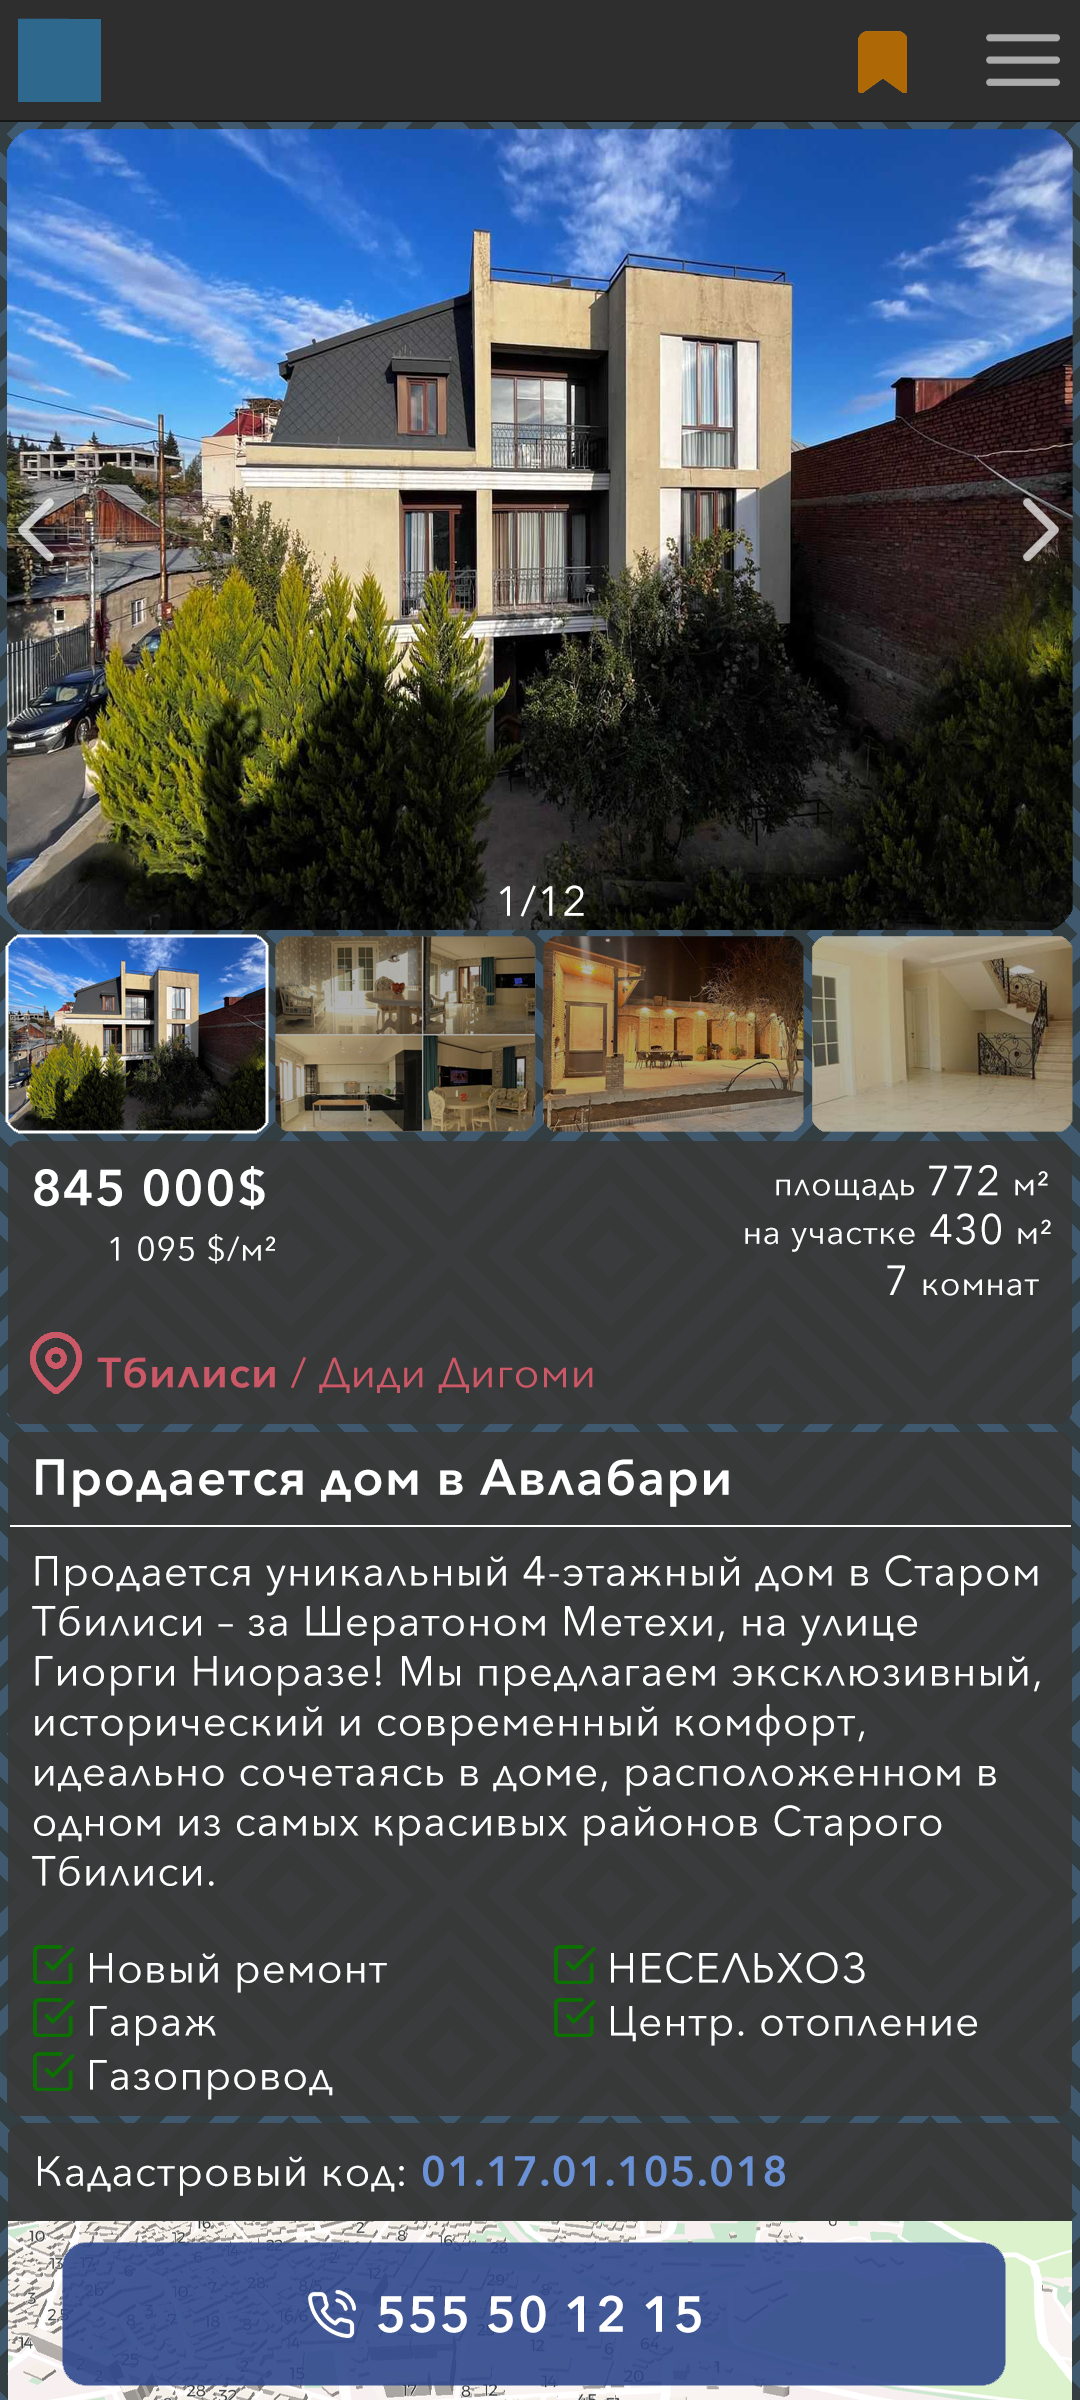 1/12
845 000$
1 095 $/м²
площадь 772 м²
на участке 430 м²
7 комнат
Тбилиси / Диди Дигоми
Продается дом в Авлабари
Продается уникальный 4-этажный дом в Старом
Тбилиси – за Шератоном Метехи, на улице
Гиорги Ниоразе! Мы предлагаем эксклюзивный,
исторический и современный комфорт,
идеально сочетаясь в доме, расположенном в
одном из самых красивых районов Старого
Тбилиси.
Новый ремонт
НЕСЕЛЬХОЗ
Гараж
Центр. отопление
Газопровод
Кадастровый код: 01.17.01.105.018
555 50 12 15